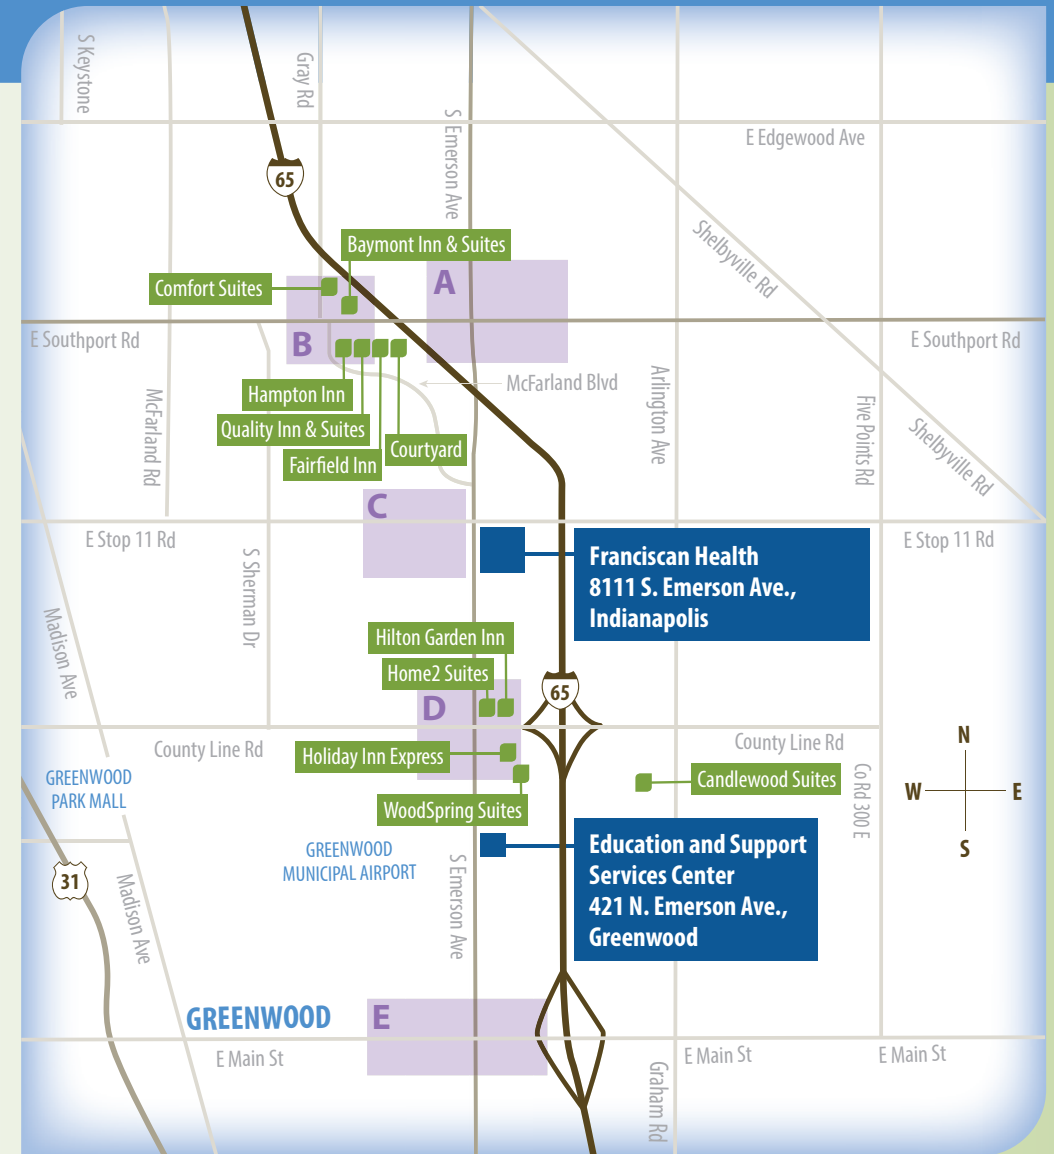 S Keystone
Gray Rd
S Emerson Ave
E Edgewood Ave
65
Shelbyville Rd
Baymont Inn & Suites
Comfort Suites
A
B
E Southport Rd
E Southport Rd
McFarland Blvd
Hampton Inn
Quality Inn & Suites
Fairfield Inn
Courtyard
McFarland Rd
Arlington Ave
Five Points Rd
Shelbyville Rd
C
E Stop 11 Rd
E Stop 11 Rd
S Sherman Dr
Franciscan Health
8111 S. Emerson Ave.,
Indianapolis
Madison Ave
Hilton Garden Inn
Home2 Suites
65
D
County Line Rd
County Line Rd
Holiday Inn Express
Candlewood Suites
WoodSpring Suites
Co Rd 300 E
N
W
E
S
GREENWOOD
PARK MALL
GREENWOOD
MUNICIPAL AIRPORT
31
Madison Ave
S Emerson Ave
Education and Support
Services Center
421 N. Emerson Ave.,
Greenwood
GREENWOOD
E
E Main St
E Main St
E Main St
Graham Rd